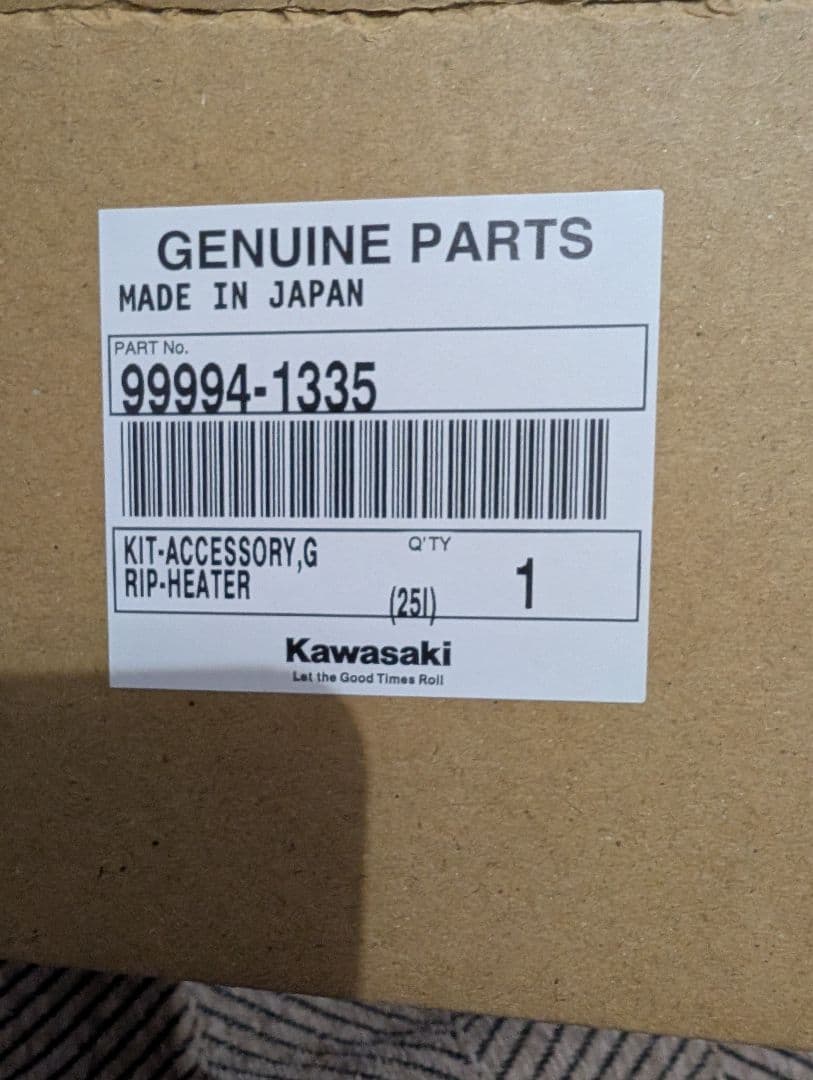 GENUINE PARTS
MADE IN JAPAN
PART No.
99994-1335
KIT-ACCESSORY,G Q'TY
RIP-HEATER (25I) 1
Kawasaki
Let the Good Times Roll